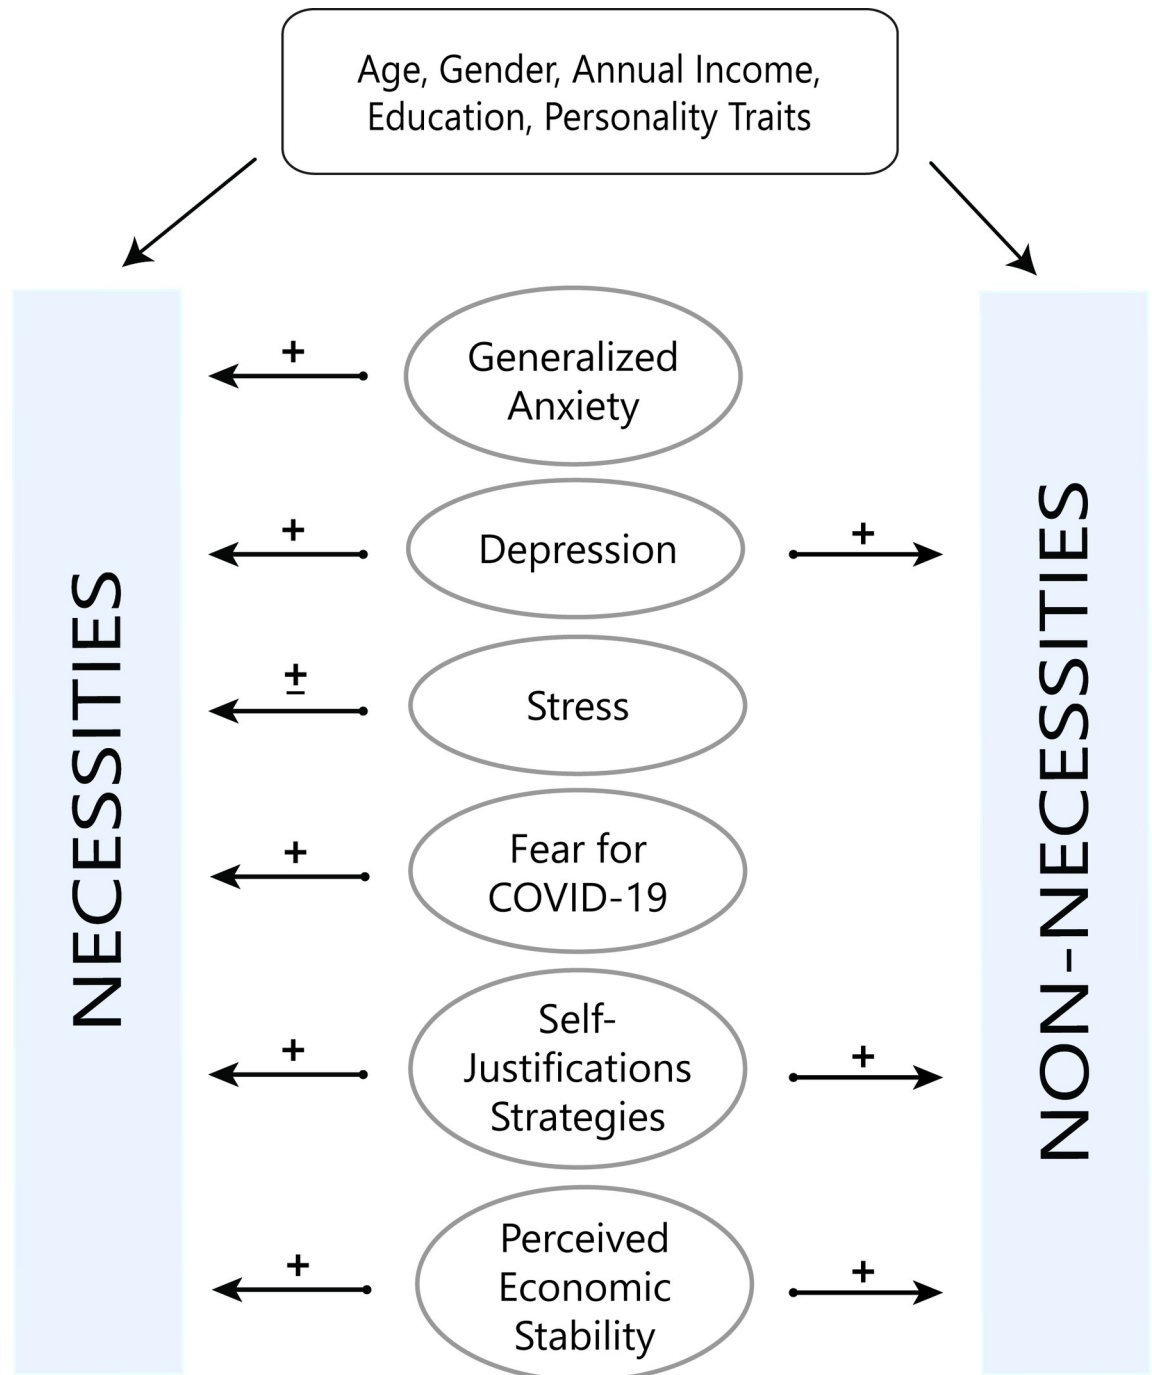 Age, Gender, Annual Income,
Education, Personality Traits
NECESSITIES
+
Generalized
Anxiety
+
Depression
+
±
Stress
+
Fear for
COVID-19
+
Self-
Justifications
Strategies
+
+
Perceived
Economic
Stability
+
NON-NECESSITIES